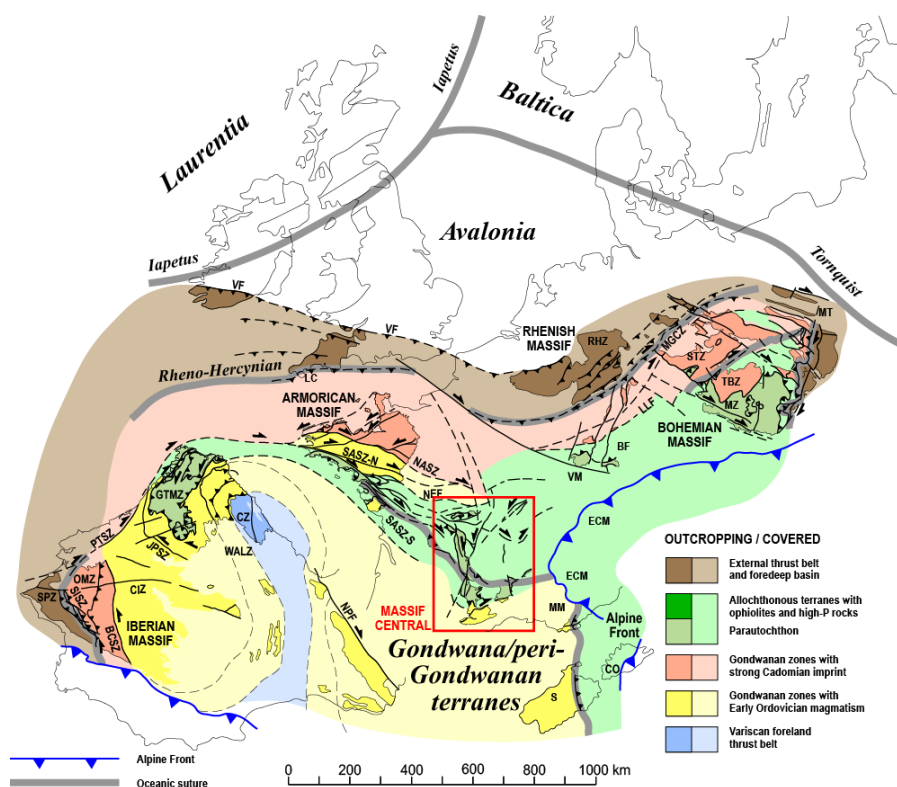 Iapetus
Baltica
Laurentia
Avalonia
Iapetus
Tornquist
VF
VF
MT
RHENISH
MASSIF
RHZ
MGCZ
STZ
Rheno-Hercynian
LC
TBZ
MZ
ARMORICAN
MASSIF
LLF
BOHEMIAN
MASSIF
SASZ-N
NASZ
BF
VM
GTMZ
NEF
CZ
SASZ-S
ECM
PTSZ
JPSZ
WALZ
OMZ
ECM
SPZ
SISZ
CIZ
BCSZ
IBERIAN
MASSIF
NPF
MASSIF
CENTRAL
MM
Alpine
Front
Gondwana/peri-
Gondwanan
terranes
CO
S
OUTCROPPING / COVERED
External thrust belt
and foredeep basin
Allochthonous terranes with
ophiolites and high-P rocks
Parautochthon
Gondwanan zones with
strong Cadomian imprint
Gondwanan zones with
Early Ordovician magmatism
Variscan foreland
thrust belt
Alpine Front
Oceanic suture
0 200 400 600 800 1000 km